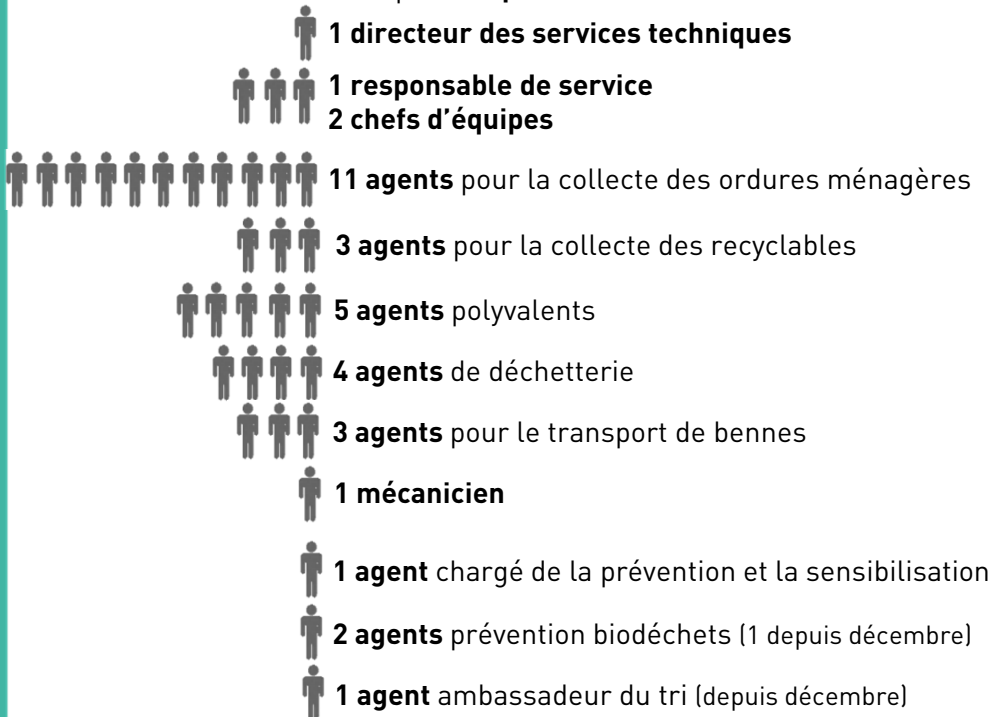 1 directeur des services techniques
1 responsable de service
2 chefs d'équipes
11 agents pour la collecte des ordures ménagères
3 agents pour la collecte des recyclables
5 agents polyvalents
4 agents de déchetterie
3 agents pour le transport de bennes
1 mécanicien
1 agent chargé de la prévention et la sensibilisation
2 agents prévention biodéchets (1 depuis décembre)
1 agent ambassadeur du tri (depuis décembre)